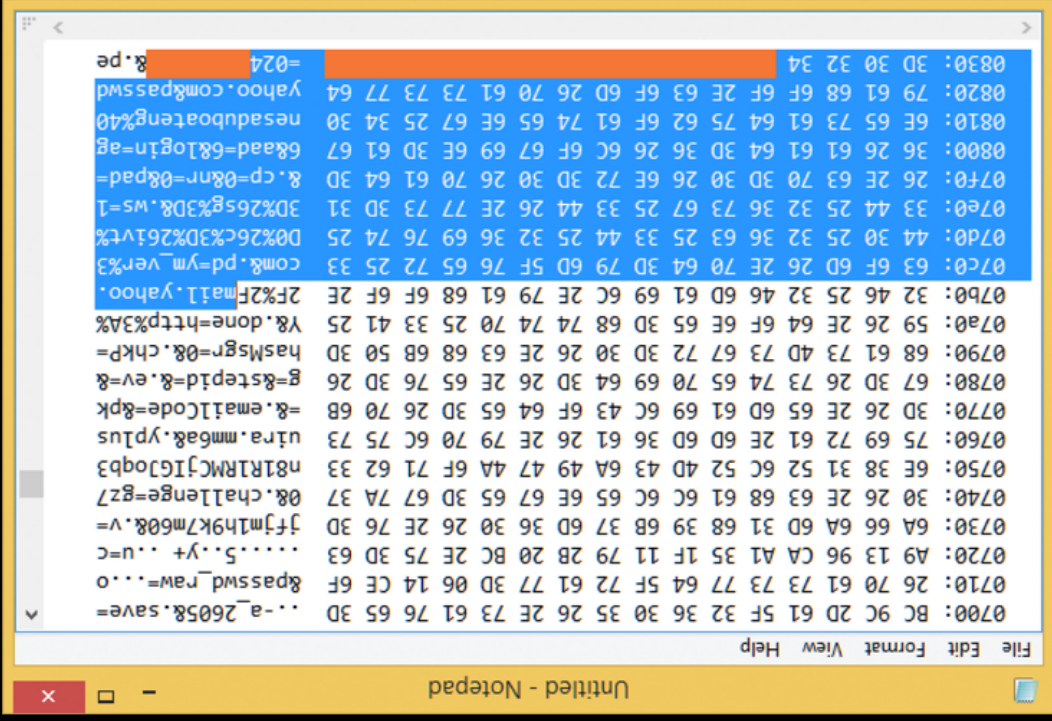 Untitled - Notepad
File Edit Format View Help
0700: BC 9C 2D 61 5F 32 36 30 35 26 2E 73 61 76 65 3D ..-a_2605&.save=
0710: 26 70 61 73 73 77 64 5F 72 61 77 3D 06 14 CE 6F &passwd_raw=...o
0720: A9 13 96 CA A1 35 1F 11 79 2B 20 BC 2E 75 3D 63 .....5..y+ ..u=c
0730: 6A 66 6A 6D 31 68 39 6B 37 6D 36 30 26 2E 76 3D jfjm1h9k7m60&.v=
0740: 30 26 2E 63 68 61 6C 6C 65 6E 67 65 3D 67 7A 37 0&.challenge=gz7
0750: 6E 38 31 52 6C 52 4D 43 6A 49 47 4A 6F 71 62 33 n81RlRMCjIGJoqb3
0760: 75 69 72 61 2E 6D 6D 36 61 26 2E 79 70 6C 75 73 uira.mm6a&.yplus
0770: 3D 26 2E 65 6D 61 69 6C 43 6F 64 65 3D 26 70 6B =&.emailCode=&pk
0780: 67 3D 26 73 74 65 70 69 64 3D 26 2E 65 76 3D 26 g=&stepid=&.ev=&
0790: 68 61 73 4D 73 67 72 3D 30 26 2E 63 68 6B 50 3D hasMsgr=0&.chkP=
07a0: 59 26 2E 64 6F 6E 65 3D 68 74 74 70 25 33 41 25 Y&.done=http%3A%
07b0: 32 46 25 32 46 6D 61 69 6C 2E 79 61 68 6F 6F 2E 2F%2Fmail.yahoo.
07c0: 63 6F 6D 26 2E 70 64 3D 79 6D 5F 76 65 72 25 33 com&.pd=ym_ver%3
07d0: 44 30 25 32 36 63 25 33 44 25 32 36 69 76 74 25 D0%26c%3D%26ivt%
07e0: 33 44 25 32 36 73 67 25 33 44 26 2E 77 73 3D 31 3D%26sg%3D&.ws=1
07f0: 26 2E 63 70 3D 30 26 6E 72 3D 30 26 70 61 64 3D &.cp=0&nr=0&pad=
0800: 36 26 61 61 64 3D 36 26 6C 6F 67 69 6E 3D 61 67 6&aad=6&login=ag
0810: 6E 65 73 61 64 75 62 6F 61 74 65 6E 67 25 34 30 nesaduboateng%40
0820: 79 61 68 6F 6F 2E 63 6F 6D 26 70 61 73 73 77 64 yahoo.com&passwd
0830: 3D 30 32 34 =024 &.pe